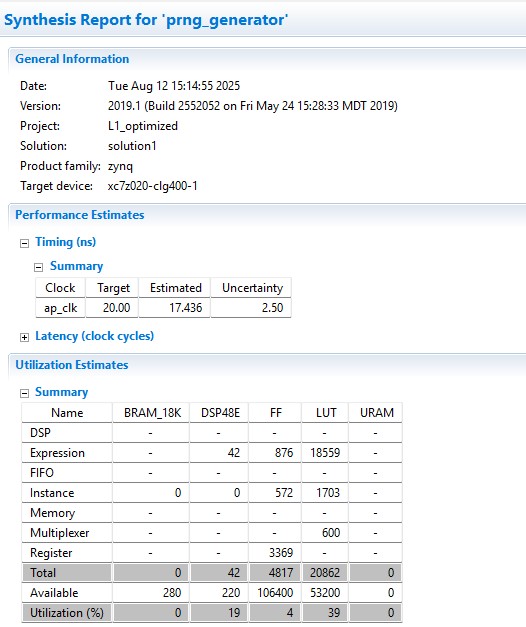 Synthesis Report for 'prng_generator'
General Information
Date: Tue Aug 12 15:14:55 2025
Version: 2019.1 (Build 2552052 on Fri May 24 15:28:33 MDT 2019)
Project: L1_optimized
Solution: solution1
Product family: zynq
Target device: xc7z020-clg400-1
Performance Estimates
Timing (ns)
Summary
Clock Target Estimated Uncertainty
ap_clk 20.00 17.436 2.50
Latency (clock cycles)
Utilization Estimates
Summary
Name BRAM_18K DSP48E FF LUT URAM
DSP - - - - -
Expression - 42 876 18559 -
FIFO - - - - -
Instance 0 0 572 1703 -
Memory - - - - -
Multiplexer - - - 600 -
Register - - 3369 - -
Total 0 42 4817 20862 0
Available 280 220 106400 53200 0
Utilization (%) 0 19 4 39 0